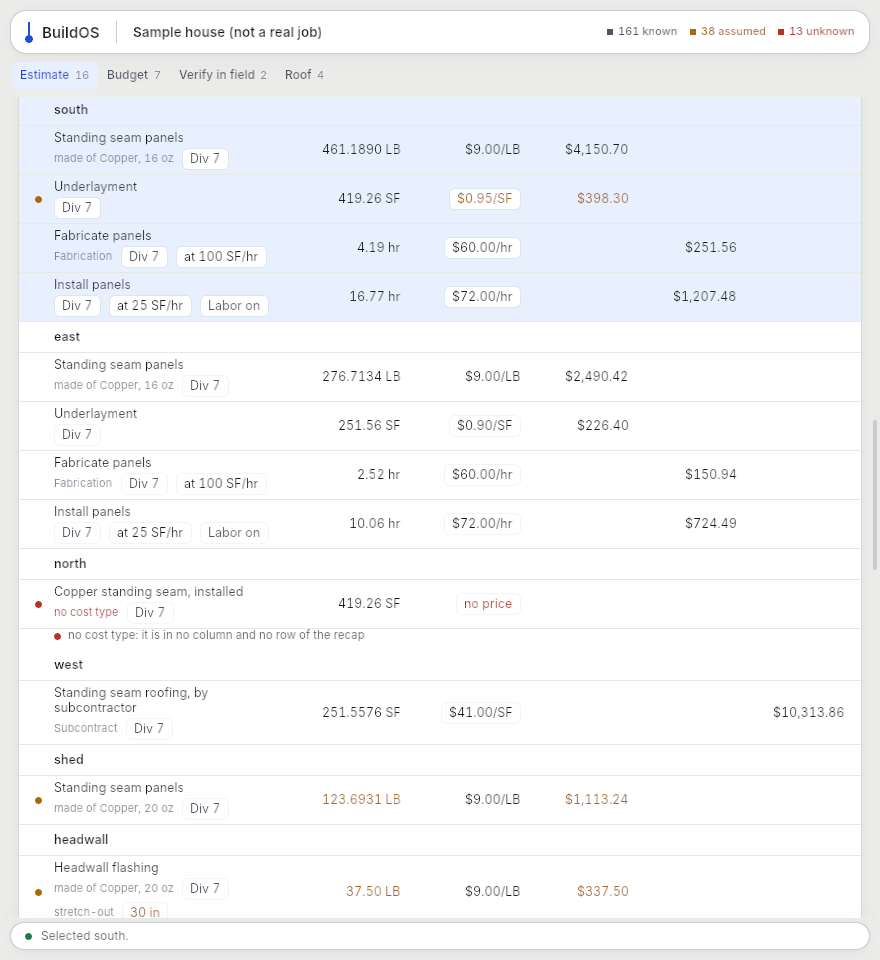 BuildOS Sample house (not a real job) 161 known 38 assumed 13 unknown
Estimate 16 Budget 7 Verify in field 2 Roof 4
south
Standing seam panels
made of Copper, 16 oz Div 7 461.1890 LB $9.00/LB $4,150.70
Underlayment
Div 7 419.26 SF $0.95/SF $398.30
Fabricate panels
Fabrication Div 7 at 100 SF/hr 4.19 hr $60.00/hr $251.56
Install panels
Div 7 at 25 SF/hr Labor on 16.77 hr $72.00/hr $1,207.48
east
Standing seam panels
made of Copper, 16 oz Div 7 276.7134 LB $9.00/LB $2,490.42
Underlayment
Div 7 251.56 SF $0.90/SF $226.40
Fabricate panels
Fabrication Div 7 at 100 SF/hr 2.52 hr $60.00/hr $150.94
Install panels
Div 7 at 25 SF/hr Labor on 10.06 hr $72.00/hr $724.49
north
Copper standing seam, installed
no cost type Div 7 419.26 SF no price
no cost type: it is in no column and no row of the recap
west
Standing seam roofing, by
subcontractor
Subcontract Div 7 251.5576 SF $41.00/SF $10,313.86
shed
Standing seam panels
made of Copper, 20 oz Div 7 123.6931 LB $9.00/LB $1,113.24
headwall
Headwall flashing
made of Copper, 20 oz Div 7 37.50 LB $9.00/LB $337.50
stretch-out 30 in
Selected south.